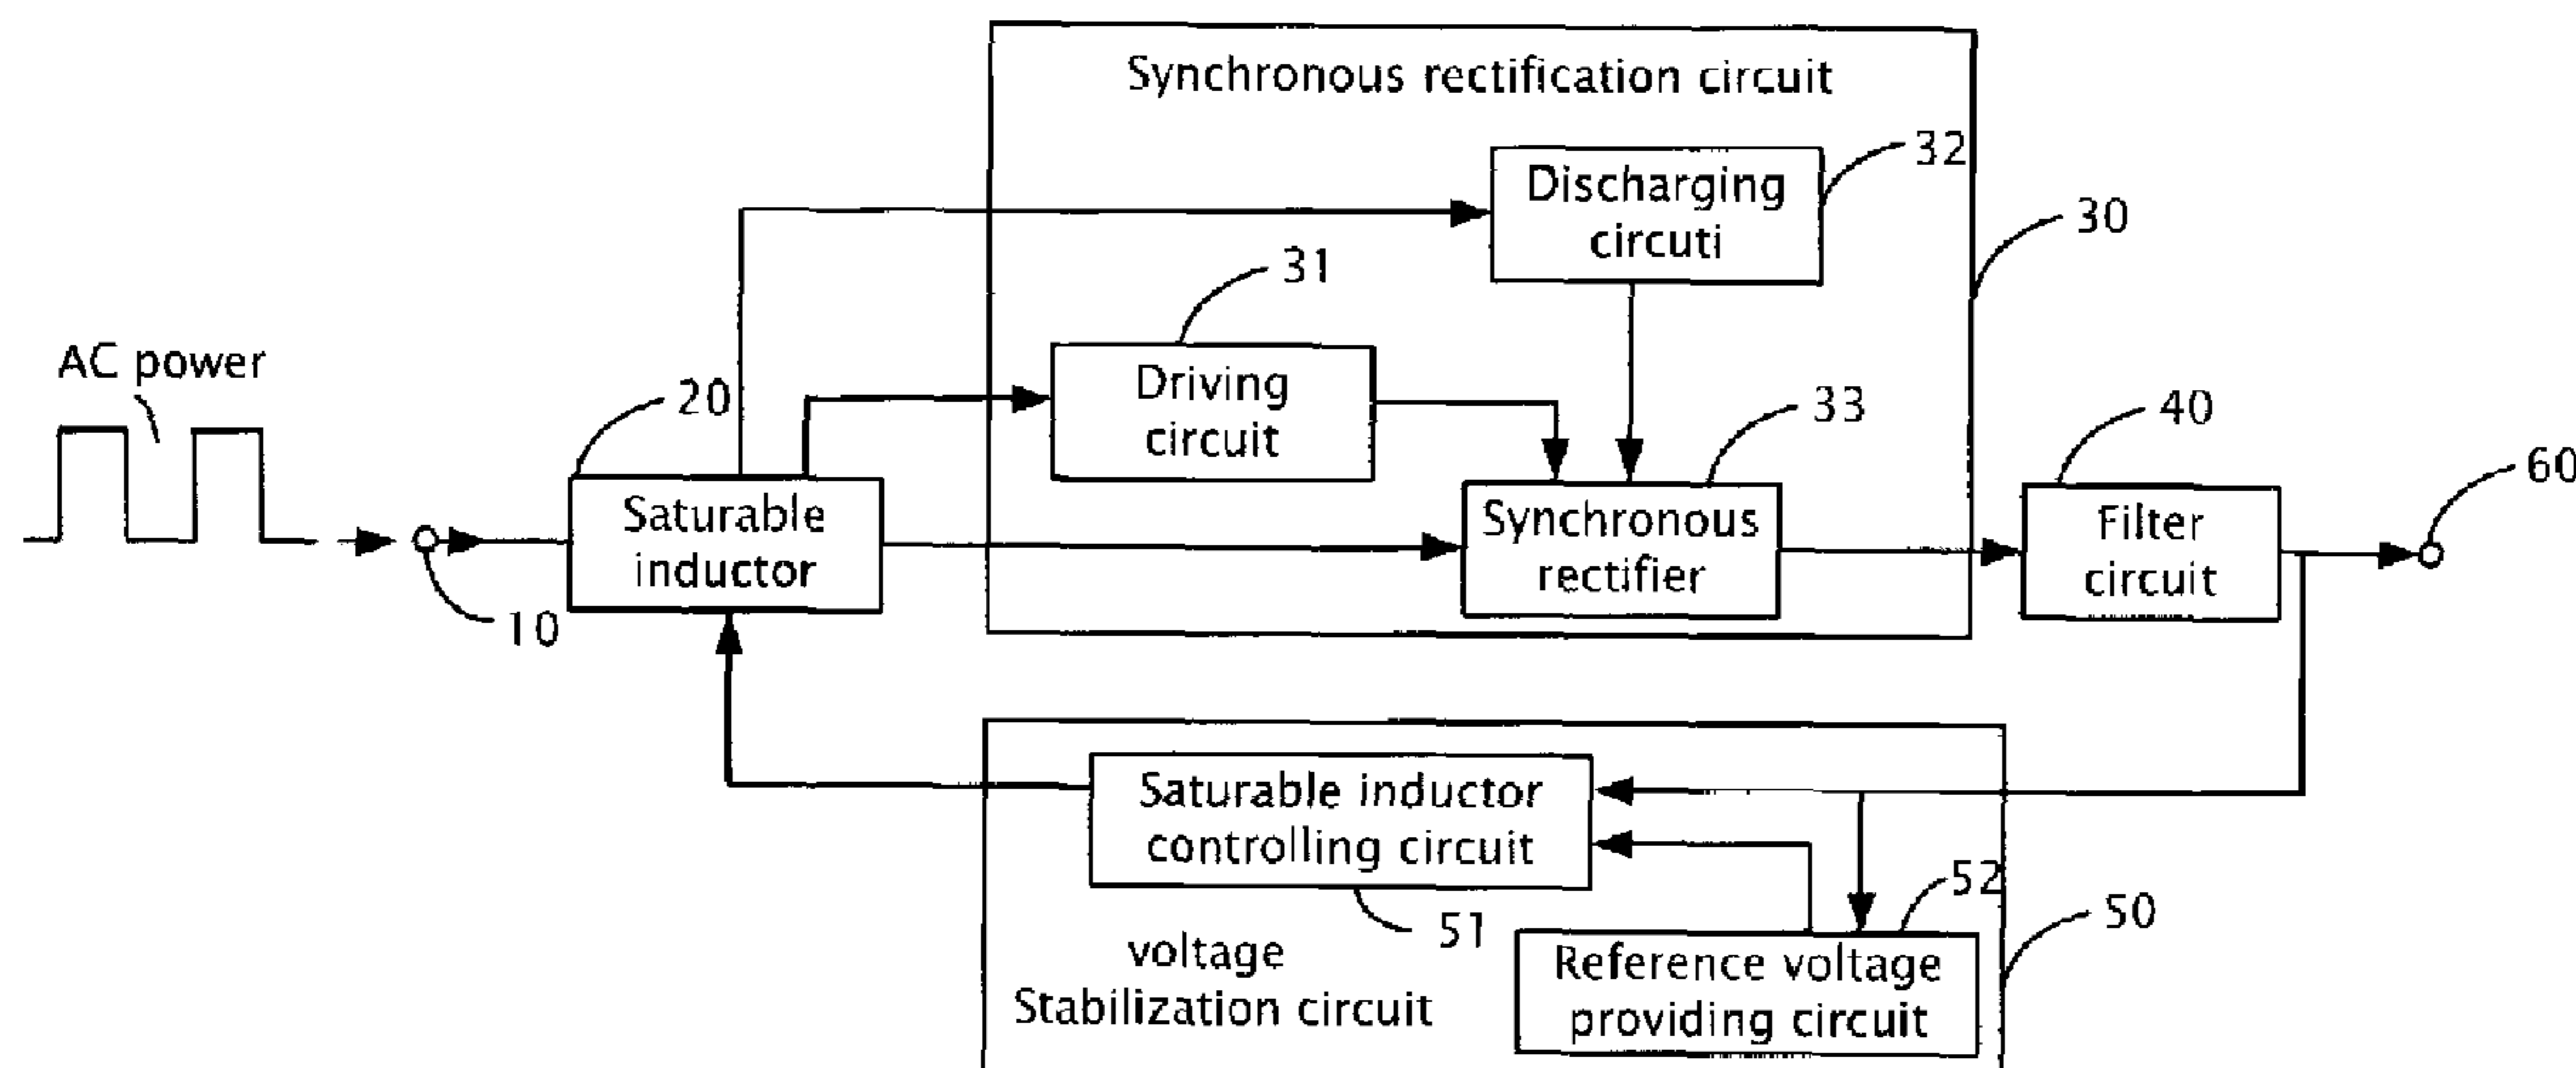 Synchronous rectification circuit
32
Discharging
circuti
30
31
AC power
Driving
circuit
20
33
40
60
Saturable
inductor
Synchronous
rectifier
Filter
circuit
10
Saturable inductor
controlling circuit
52
51
50
voltage
Stabilization circuit
Reference voltage
providing circuit